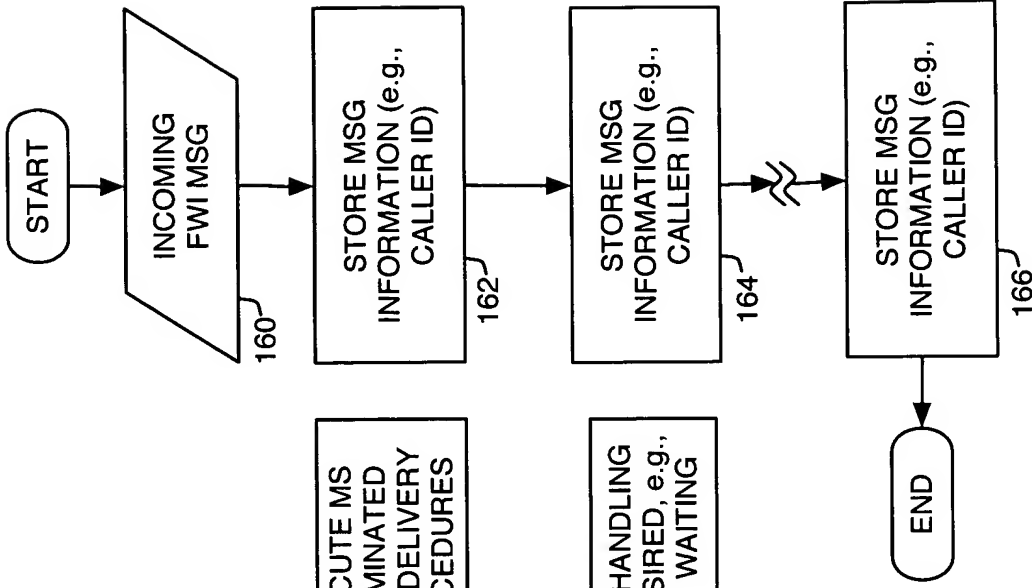 START
INCOMING
FWI MSG
160
STORE MSG
INFORMATION (e.g.,
CALLER ID)
162
STORE MSG
INFORMATION (e.g.,
CALLER ID)
164
STORE MSG
INFORMATION (e.g.,
CALLER ID)
166
END
CUTE MS
MINATED
DELIVERY
CEDURES
HANDLING
SIRED, e.g.,
WAITING